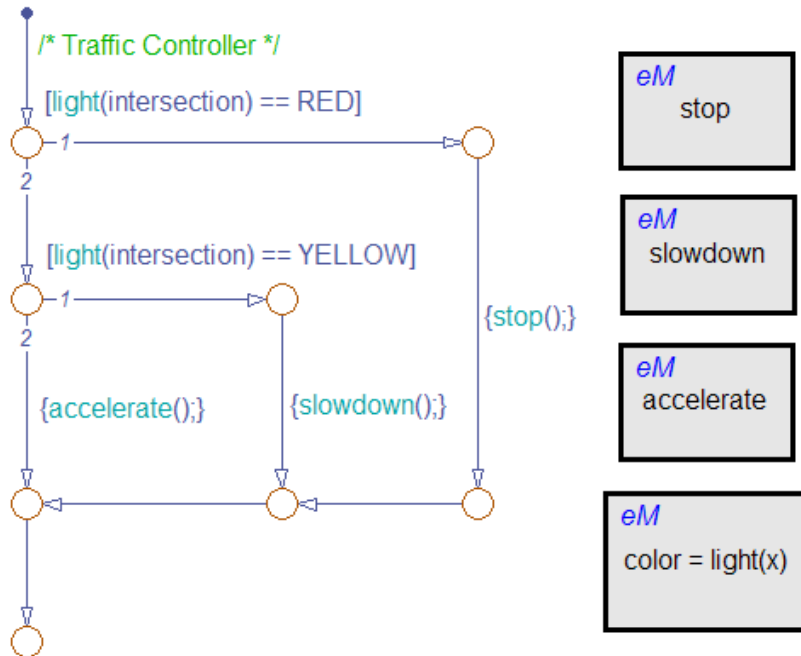 /* Traffic Controller */
[light(intersection) == RED]
1
2
[light(intersection) == YELLOW]
1
2
{stop();}
{accelerate();}
{slowdown();}
eM
stop
eM
slowdown
eM
accelerate
eM
color = light(x)